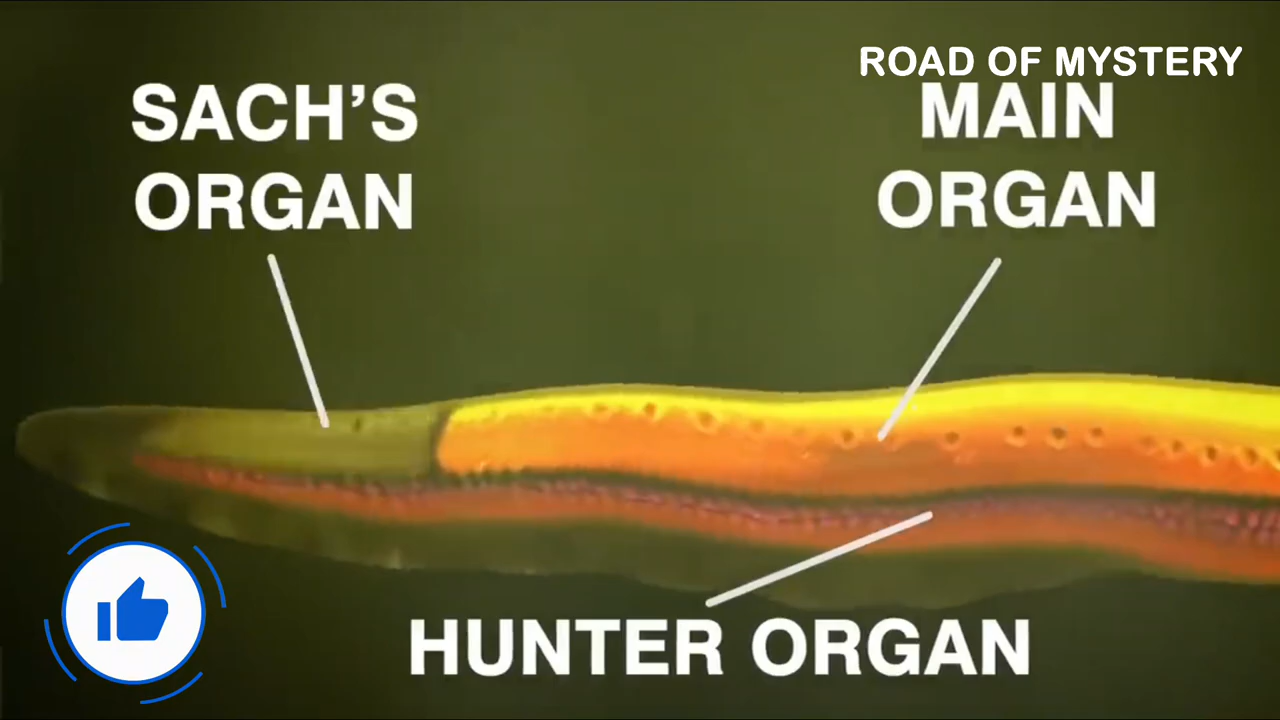 ROAD OF MYSTERY
SACH’S
ORGAN
MAIN
ORGAN
HUNTER ORGAN